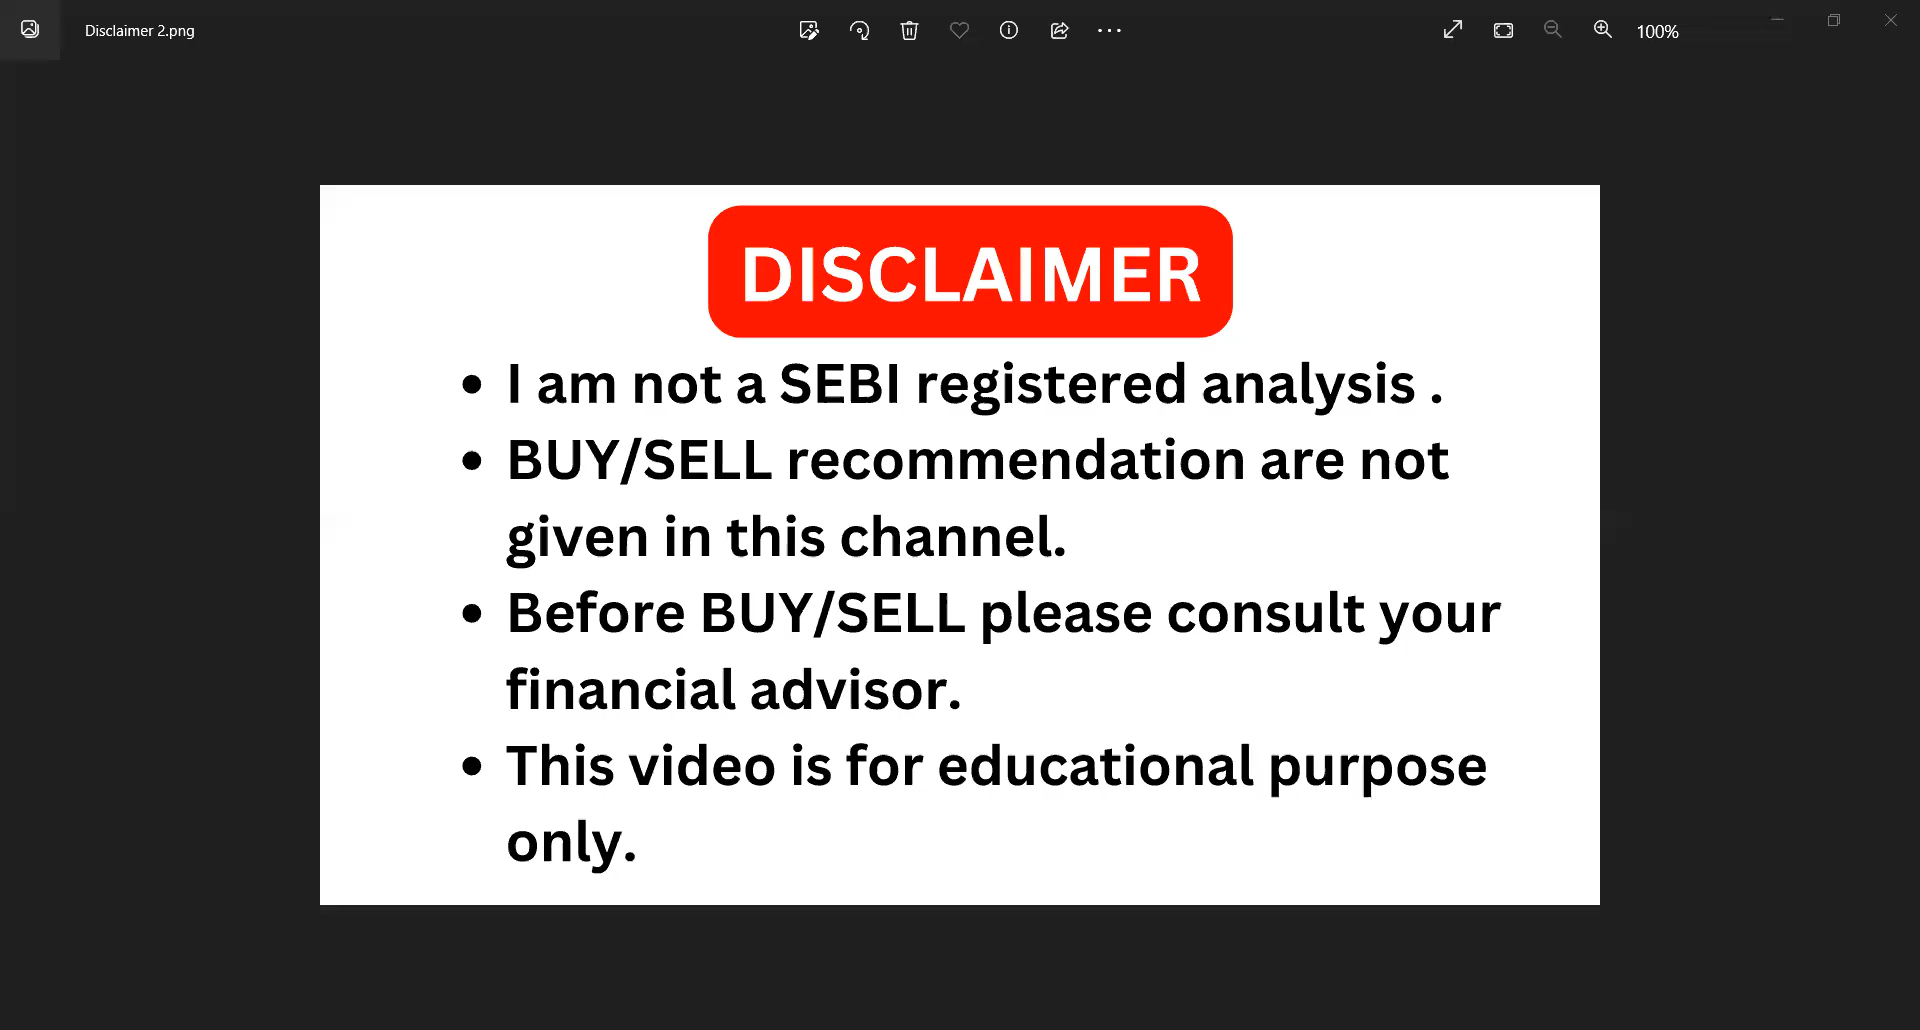 Disclaimer 2.png
100%
DISCLAIMER
• I am not a SEBI registered analysis .
• BUY/SELL recommendation are not
given in this channel.
• Before BUY/SELL please consult your
financial advisor.
• This video is for educational purpose
only.